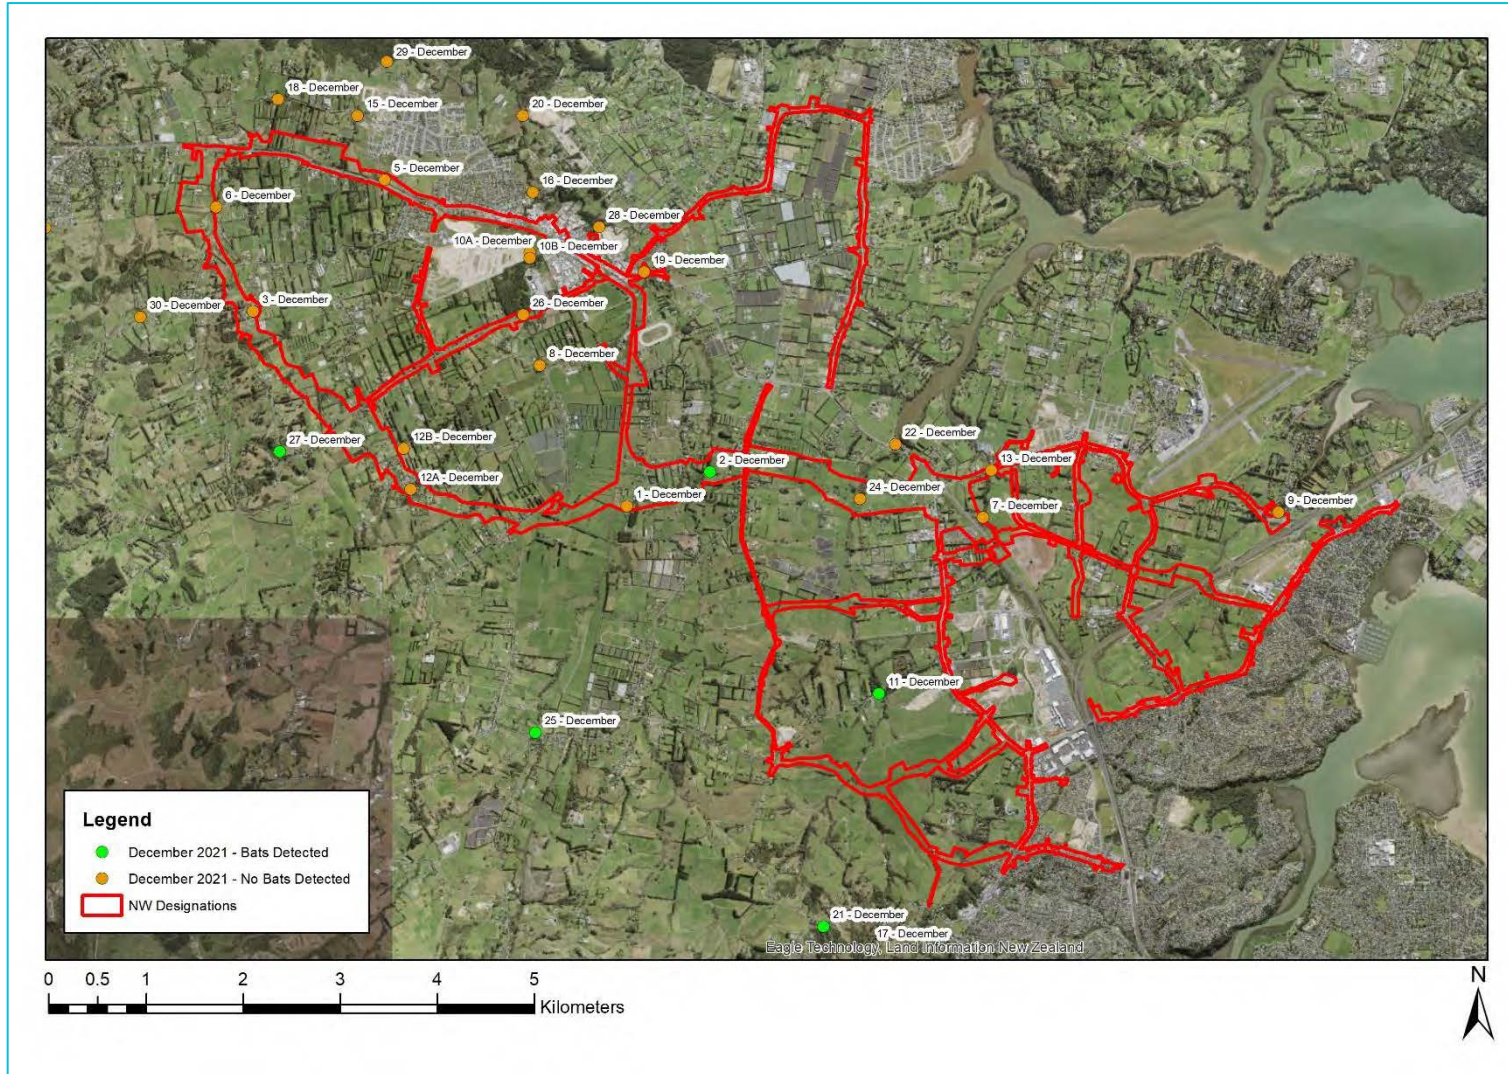 29 - December
18 - December
15 - December
20 - December
5 - December
16 - December
6 - December
28 - December
10A - December
10B - December
19 - December
3 - December
30 - December
26 - December
8 - December
27 - December
12B - December
22 - December
2 - December
13 - December
12A - December
1 - December
24 - December
9 - December
7 - December
11 - December
25 - December
21 - December
17 - December
Eagle Technology, Land Information New Zealand
Legend
December 2021 - Bats Detected
December 2021 - No Bats Detected
NW Designations
0 0.5 1 2 3 4 5
Kilometers
N